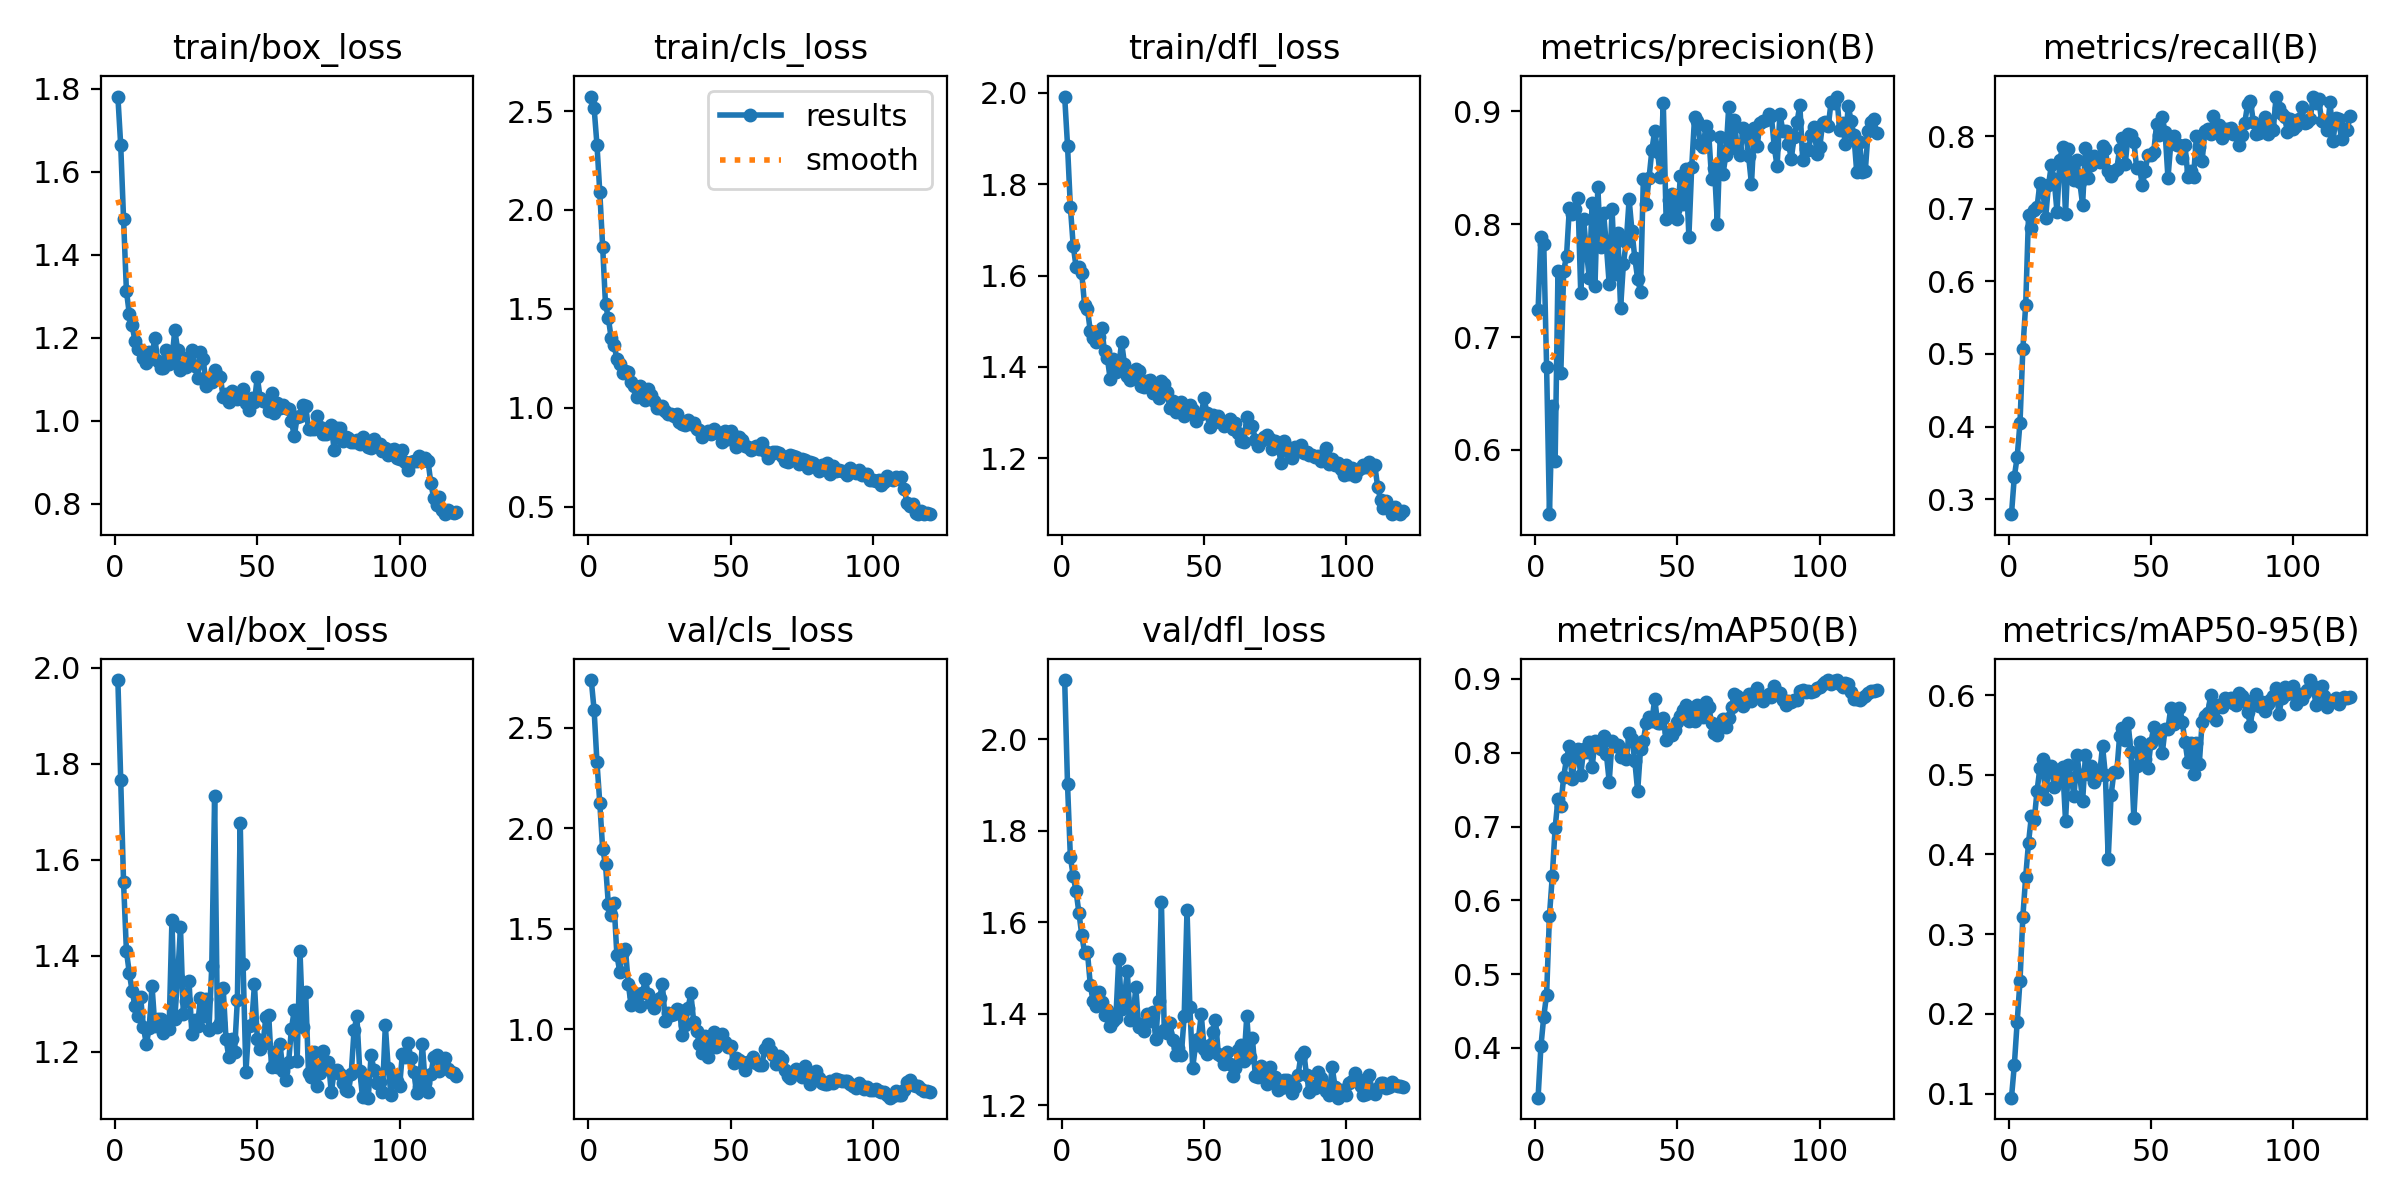 train/box_loss
1.8
1.6
1.4
1.2
1.0
0.8
0 50 100
train/cls_loss
results
smooth
2.5
2.0
1.5
1.0
0.5
0 50 100
train/dfl_loss
2.0
1.8
1.6
1.4
1.2
0 50 100
metrics/precision(B)
0.9
0.8
0.7
0.6
0 50 100
metrics/recall(B)
0.8
0.7
0.6
0.5
0.4
0.3
0 50 100
val/box_loss
2.0
1.8
1.6
1.4
1.2
0 50 100
val/cls_loss
2.5
2.0
1.5
1.0
0 50 100
val/dfl_loss
2.0
1.8
1.6
1.4
1.2
0 50 100
metrics/mAP50(B)
0.9
0.8
0.7
0.6
0.5
0.4
0 50 100
metrics/mAP50-95(B)
0.6
0.5
0.4
0.3
0.2
0.1
0 50 100